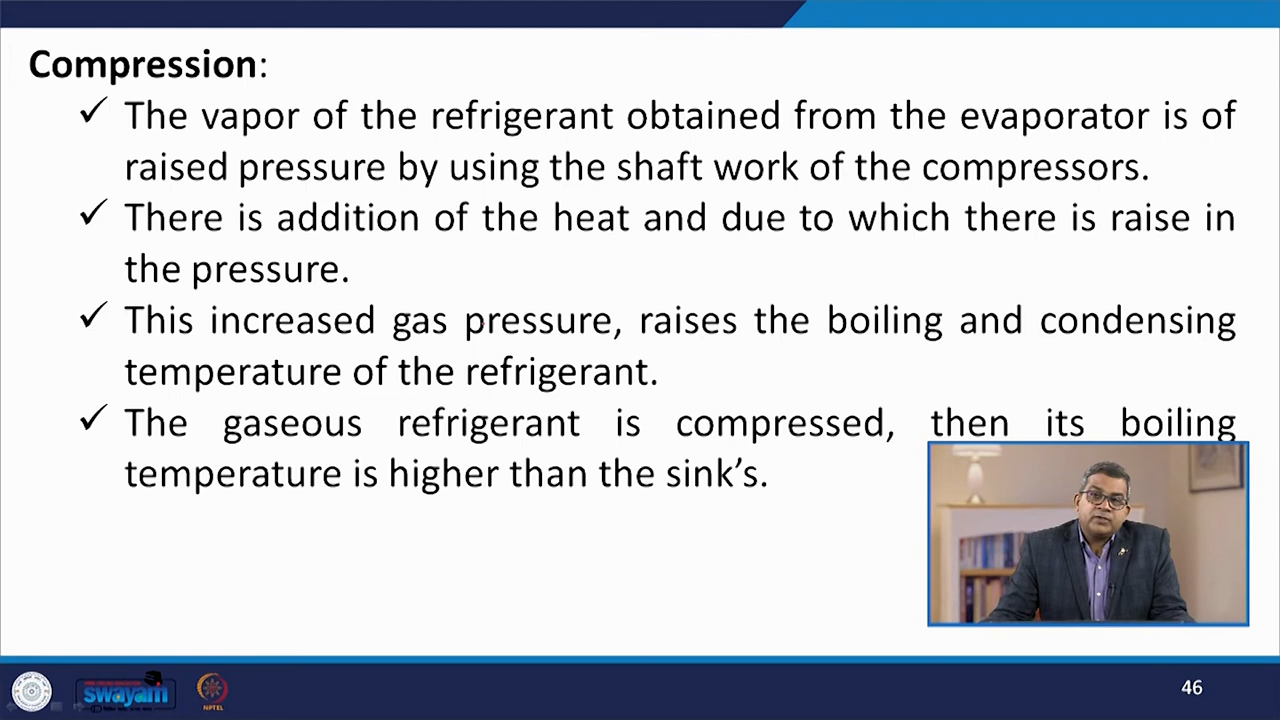 Compression:
✓ The vapor of the refrigerant obtained from the evaporator is of
raised pressure by using the shaft work of the compressors.
✓ There is addition of the heat and due to which there is raise in
the pressure.
✓ This increased gas pressure, raises the boiling and condensing
temperature of the refrigerant.
✓ The gaseous refrigerant is compressed, then its boiling
temperature is higher than the sink’s.
swayam
NPTEL
46